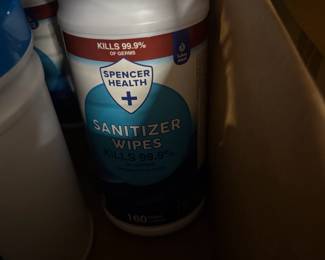 KILLS 99.9%
OF GERMS
SPENCER
HEALTH
SANITIZER
WIPES
KILLS 99.9%
160